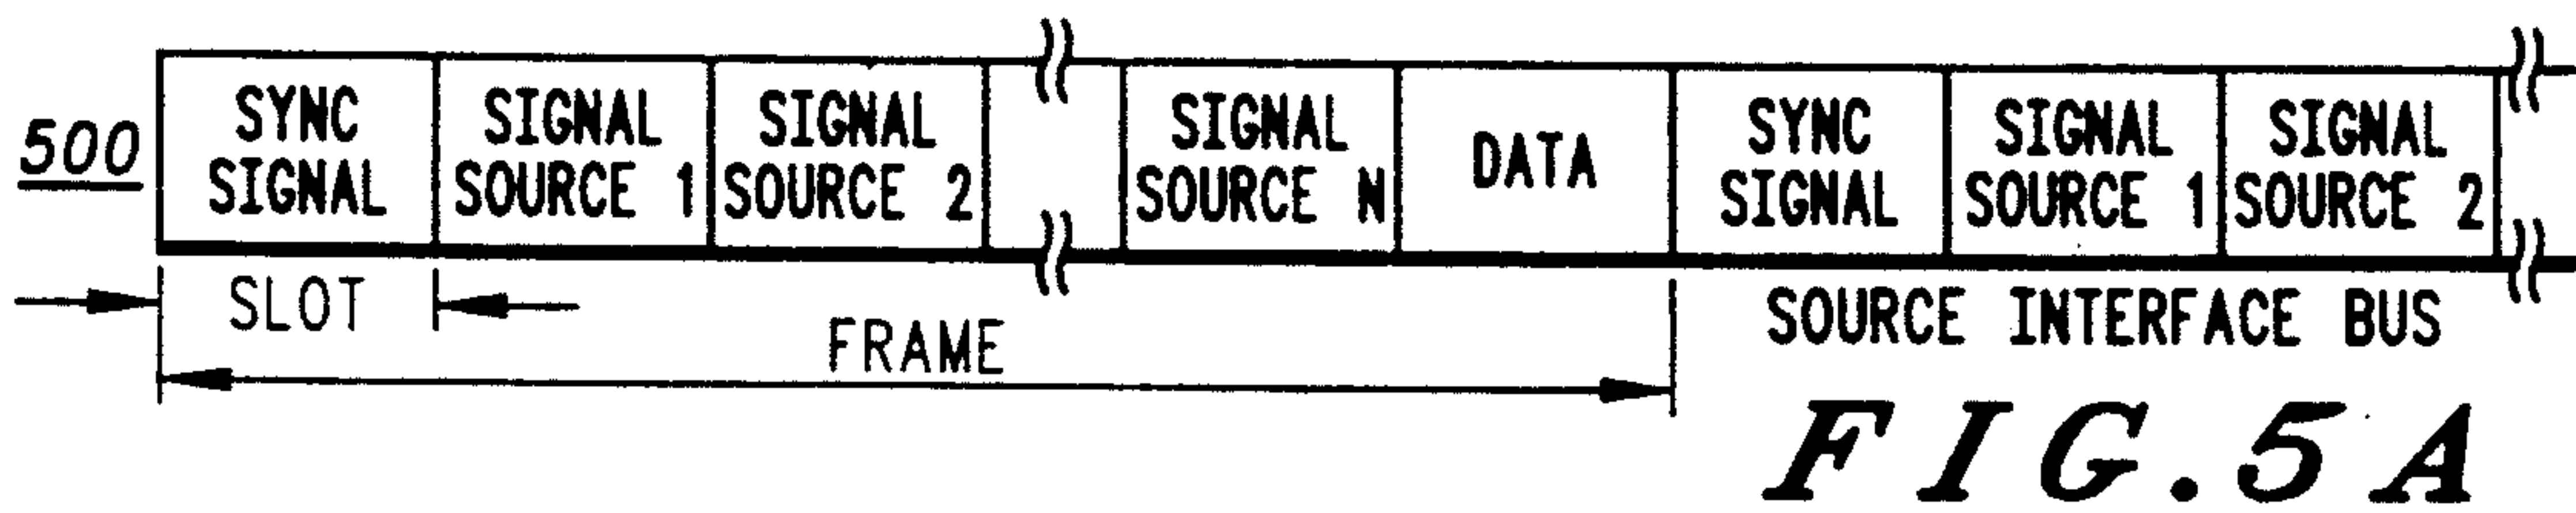 500
SYNC
SIGNAL
SIGNAL
SOURCE 1
SIGNAL
SOURCE 2
SIGNAL
SOURCE N
DATA
SYNC
SIGNAL
SIGNAL
SOURCE 1
SIGNAL
SOURCE 2
SLOT
FRAME
SOURCE INTERFACE BUS
FIG.5A